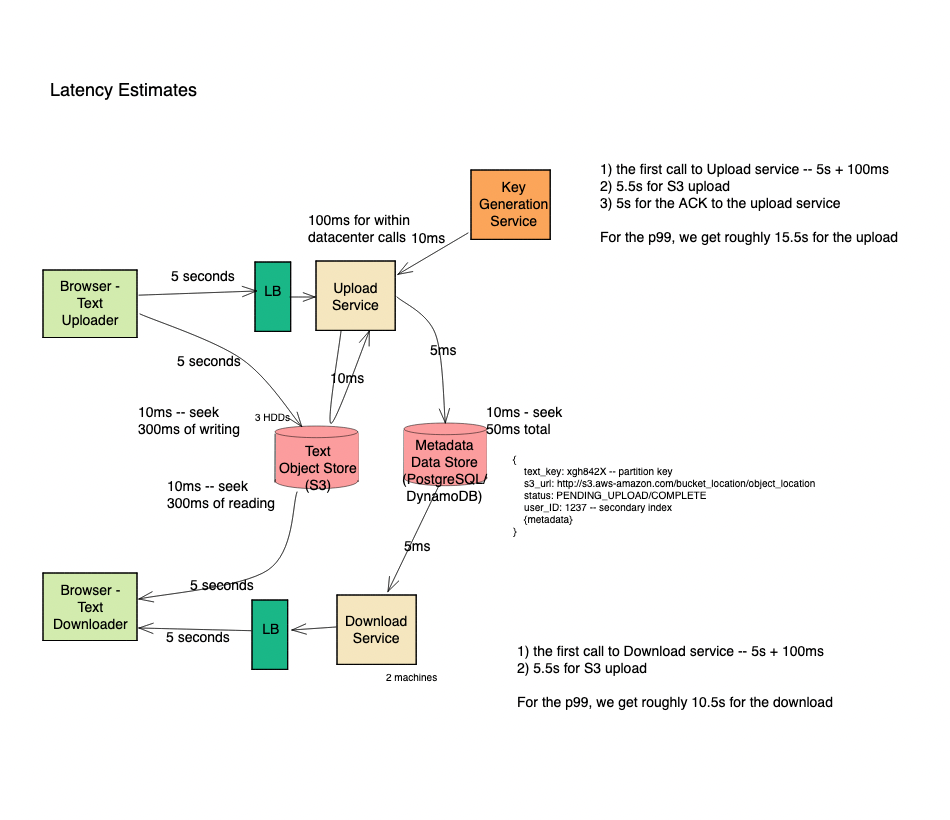 Latency Estimates
1) the first call to Upload service -- 5s + 100ms
2) 5.5s for S3 upload
3) 5s for the ACK to the upload service
For the p99, we get roughly 15.5s for the upload
Key
Generation
Service
100ms for within
datacenter calls
10ms
5 seconds
Browser -
Text
Uploader
LB
Upload
Service
5 seconds
10ms
5ms
10ms -- seek
300ms of writing
3 HDDs
Text
Object Store
(S3)
Metadata
Data Store
(PostgreSQL/
DynamoDB)
10ms - seek
50ms total
{
text_key: xgh842X -- partition key
s3_url: http://s3.aws-amazon.com/bucket_location/object_location
status: PENDING_UPLOAD/COMPLETE
user_ID: 1237 -- secondary index
{metadata}
}
10ms -- seek
300ms of reading
5ms
5 seconds
Browser -
Text
Downloader
5 seconds
LB
Download
Service
2 machines
1) the first call to Download service -- 5s + 100ms
2) 5.5s for S3 upload
For the p99, we get roughly 10.5s for the download